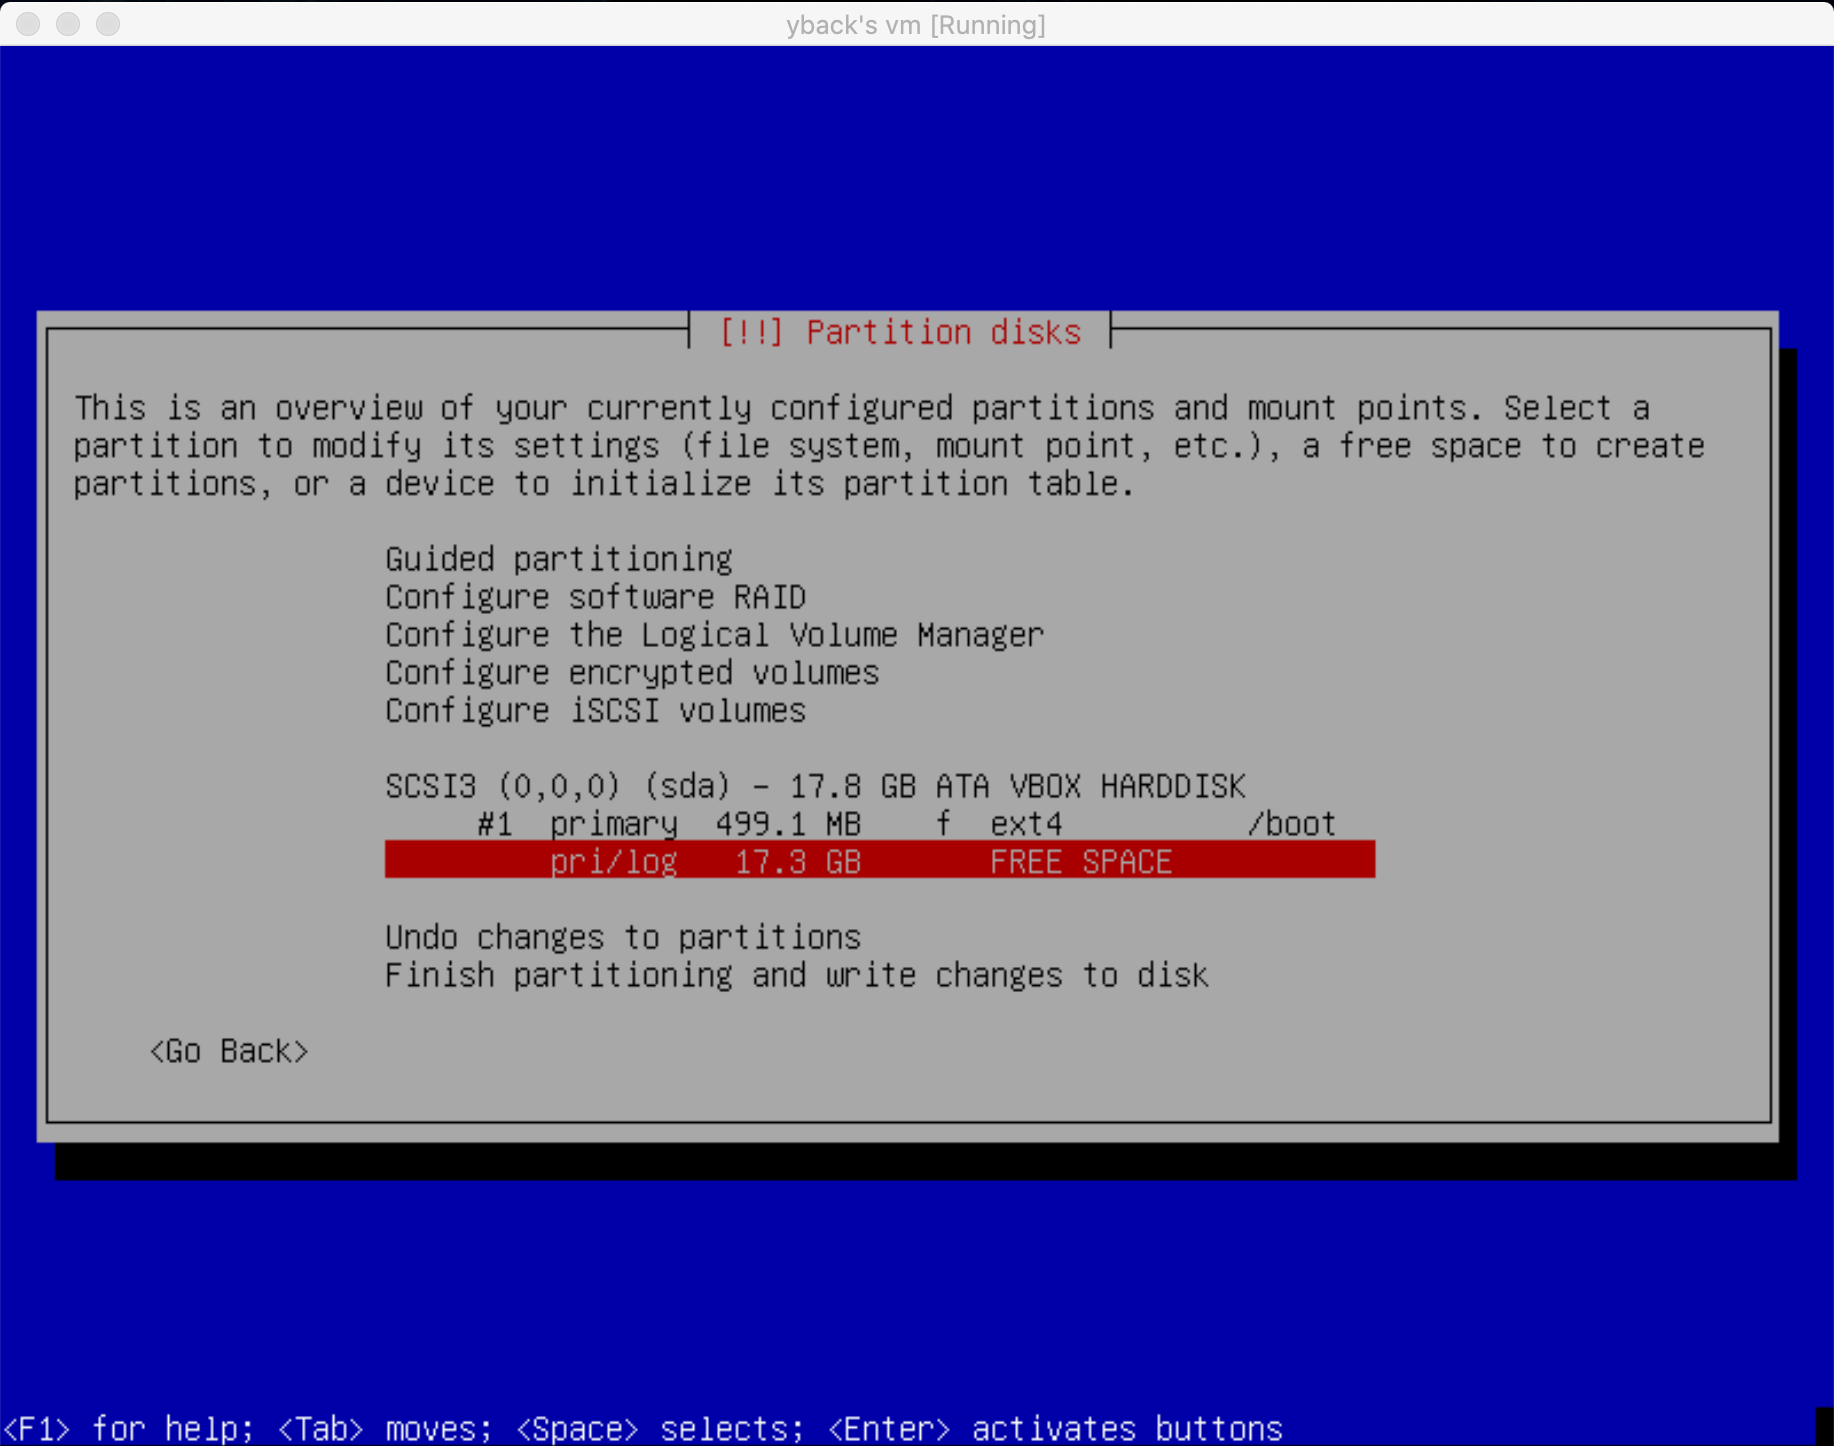 yback's vm [Running]
[!!] Partition disks
This is an overview of your currently configured partitions and mount points. Select a
partition to modify its settings (file system, mount point, etc.), a free space to create
partitions, or a device to initialize its partition table.
Guided partitioning
Configure software RAID
Configure the Logical Volume Manager
Configure encrypted volumes
Configure iSCSI volumes
SCSI3 (0,0,0) (sda) - 17.8 GB ATA VBOX HARDDISK
#1 primary 499.1 MB f ext4 /boot
pri/log 17.3 GB FREE SPACE
Undo changes to partitions
Finish partitioning and write changes to disk
<Go Back>
<F1> for help; <Tab> moves; <Space> selects; <Enter> activates buttons